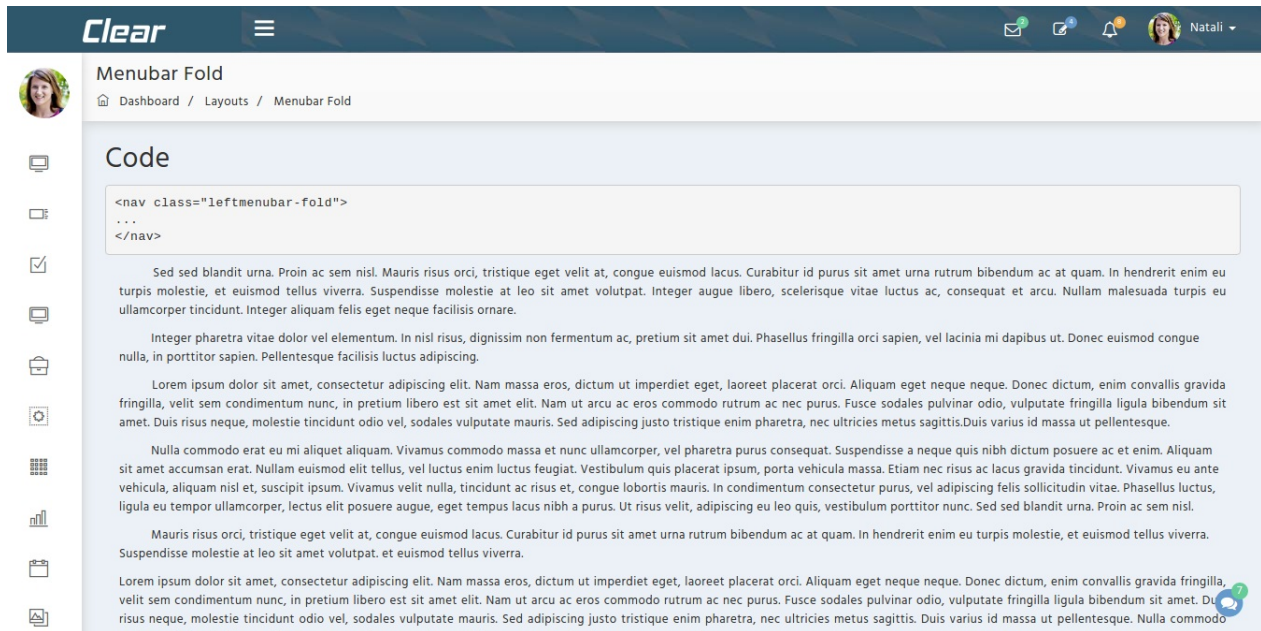 Clear
2
4
8
Natali
Menubar Fold
Dashboard / Layouts / Menubar Fold
Code
<nav class="leftmenubar-fold">
...
</nav>
Sed sed blandit urna. Proin ac sem nisl. Mauris risus orci, tristique eget velit at, congue euismod lacus. Curabitur id purus sit amet urna rutrum bibendum ac at quam. In hendrerit enim eu
turpis molestie, et euismod tellus viverra. Suspendisse molestie at leo sit amet volutpat. Integer augue libero, scelerisque vitae luctus ac, consequat et arcu. Nullam malesuada turpis eu
ullamcorper tincidunt. Integer aliquam felis eget neque facilisis ornare.
Integer pharetra vitae dolor vel elementum. In nisl risus, dignissim non fermentum ac, pretium sit amet dui. Phasellus fringilla orci sapien, vel lacinia mi dapibus ut. Donec euismod congue
nulla, in porttitor sapien. Pellentesque facilisis luctus adipiscing.
Lorem ipsum dolor sit amet, consectetur adipiscing elit. Nam massa eros, dictum ut imperdiet eget, laoreet placerat orci. Aliquam eget neque neque. Donec dictum, enim convallis gravida
fringilla, velit sem condimentum nunc, in pretium libero est sit amet elit. Nam ut arcu ac eros commodo rutrum ac nec purus. Fusce sodales pulvinar odio, vulputate fringilla ligula bibendum sit
amet. Duis risus neque, molestie tincidunt odio vel, sodales vulputate mauris. Sed adipiscing justo tristique enim pharetra, nec ultricies metus sagittis.Duis varius id massa ut pellentesque.
Nulla commodo erat eu mi aliquet aliquam. Vivamus commodo massa et nunc ullamcorper, vel pharetra purus consequat. Suspendisse a neque quis nibh dictum posuere ac et enim. Aliquam
sit amet accumsan erat. Nullam euismod elit tellus, vel luctus enim luctus feugiat. Vestibulum quis placerat ipsum, porta vehicula massa. Etiam nec risus ac lacus gravida tincidunt. Vivamus eu ante
vehicula, aliquam nisl et, suscipit ipsum. Vivamus velit nulla, tincidunt ac risus et, congue lobortis mauris. In condimentum consectetur purus, vel adipiscing felis sollicitudin vitae. Phasellus luctus,
ligula eu tempor ullamcorper, lectus elit posuere augue, eget tempus lacus nibh a purus. Ut risus velit, adipiscing eu leo quis, vestibulum porttitor nunc. Sed sed blandit urna. Proin ac sem nisl.
Mauris risus orci, tristique eget velit at, congue euismod lacus. Curabitur id purus sit amet urna rutrum bibendum ac at quam. In hendrerit enim eu turpis molestie, et euismod tellus viverra.
Suspendisse molestie at leo sit amet volutpat. et euismod tellus viverra.
Lorem ipsum dolor sit amet, consectetur adipiscing elit. Nam massa eros, dictum ut imperdiet eget, laoreet placerat orci. Aliquam eget neque neque. Donec dictum, enim convallis gravida fringilla,
7
velit sem condimentum nunc, in pretium libero est sit amet elit. Nam ut arcu ac eros commodo rutrum ac nec purus. Fusce sodales pulvinar odio, vulputate fringilla ligula bibendum sit amet.
risus neque, molestie tincidunt odio vel, sodales vulputate mauris. Sed adipiscing justo tristique enim pharetra, nec ultricies metus sagittis. Duis varius id massa ut pellentesque. Nulla commodo